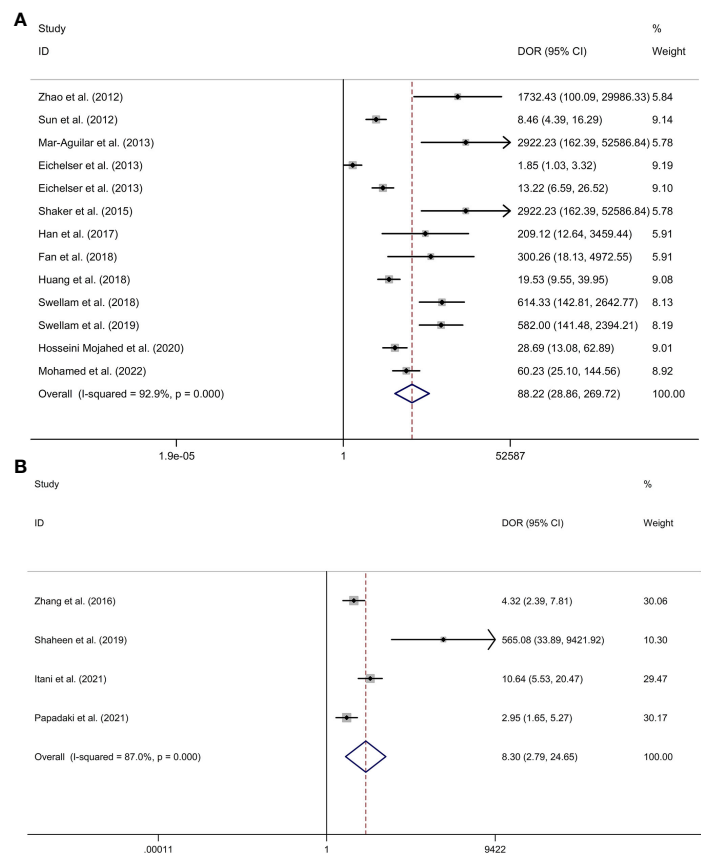 A
Study %
ID DOR (95% CI) Weight
Zhao et al. (2012) 1732.43 (100.09, 29986.33) 5.84
Sun et al. (2012) 8.46 (4.39, 16.29) 9.14
Mar-Aguilar et al. (2013) 2922.23 (162.39, 52586.84) 5.78
Eichelser et al. (2013) 1.85 (1.03, 3.32) 9.19
Eichelser et al. (2013) 13.22 (6.59, 26.52) 9.10
Shaker et al. (2015) 2922.23 (162.39, 52586.84) 5.78
Han et al. (2017) 209.12 (12.64, 3459.44) 5.91
Fan et al. (2018) 300.26 (18.13, 4972.55) 5.91
Huang et al. (2018) 19.53 (9.55, 39.95) 9.08
Swellam et al. (2018) 614.33 (142.81, 2642.77) 8.13
Swellam et al. (2019) 582.00 (141.48, 2394.21) 8.19
Hosseini Mojahed et al. (2020) 28.69 (13.08, 62.89) 9.01
Mohamed et al. (2022) 60.23 (25.10, 144.56) 8.92
Overall (I-squared = 92.9%, p = 0.000) 88.22 (28.86, 269.72) 100.00
1.9e-05 1 52587
B
Study %
ID DOR (95% CI) Weight
Zhang et al. (2016) 4.32 (2.39, 7.81) 30.06
Shaheen et al. (2019) 565.08 (33.89, 9421.92) 10.30
Itani et al. (2021) 10.64 (5.53, 20.47) 29.47
Papadaki et al. (2021) 2.95 (1.65, 5.27) 30.17
Overall (I-squared = 87.0%, p = 0.000) 8.30 (2.79, 24.65) 100.00
.00011 1 9422